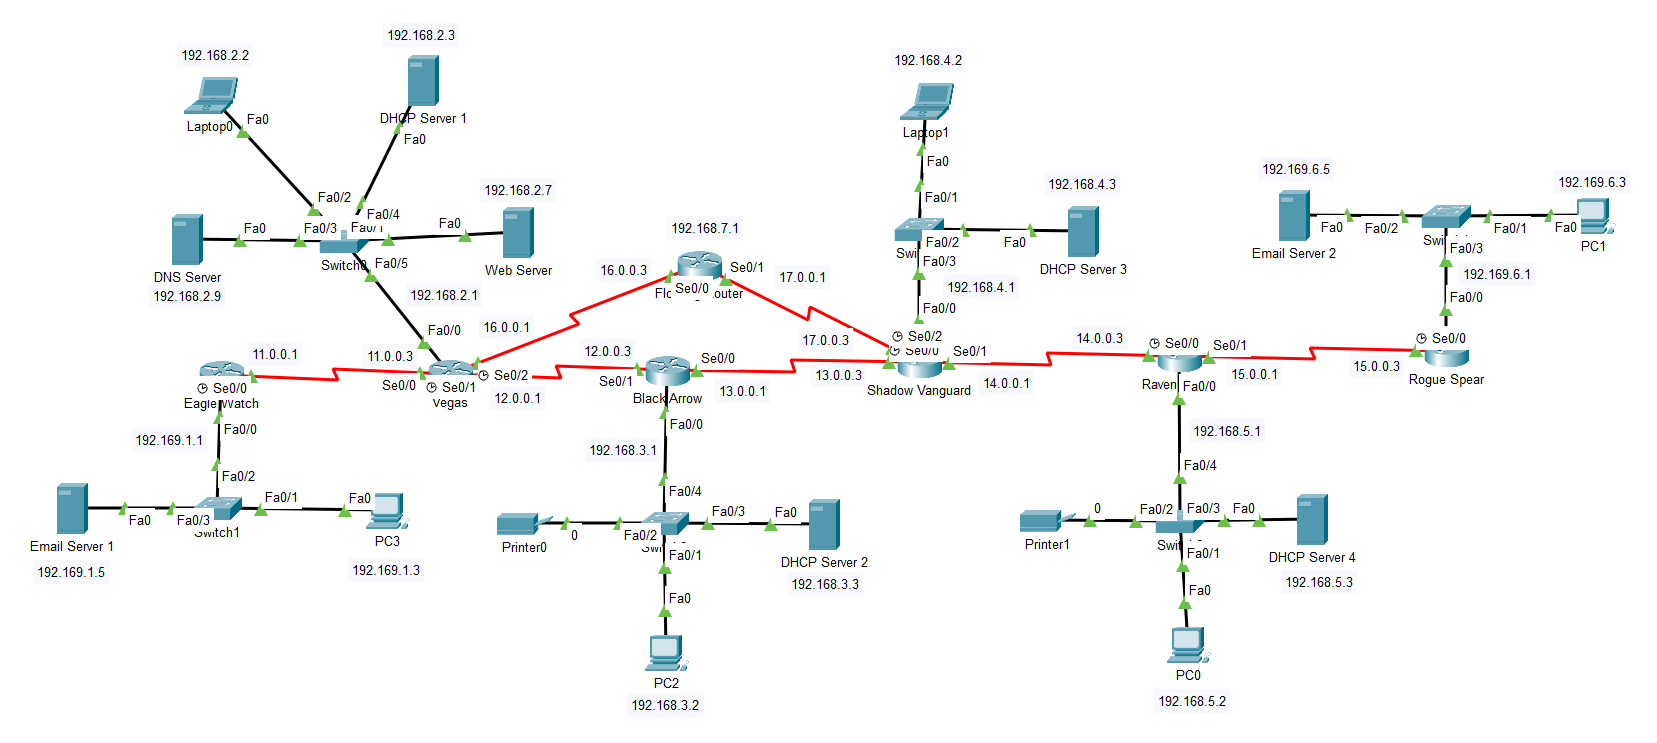 192.168.2.2
192.168.2.3
Laptop0
Fa0
DHCP Server 1
Fa0
Fa0/2
Fa0/4
Fa0/1
192.168.2.7
Fa0
Fa0/3
Fa0
Switch0
Fa0/5
DNS Server
192.168.2.9
Web Server
192.168.2.1
Fa0/0
192.168.7.1
16.0.0.3
Se0/0
Se0/1
17.0.0.1
16.0.0.1
17.0.0.3
11.0.0.1
Se0/0
Eagle Watch
11.0.0.3
Se0/0
Se0/1
Se0/2
Vegas
12.0.0.1
12.0.0.3
Se0/1
Se0/0
Black Arrow
13.0.0.1
13.0.0.3
Fa0/0
192.169.1.1
Fa0/0
Fa0/2
Email Server 1
192.169.1.5
Fa0
Fa0/3
Switch1
Fa0/1
Fa0
PC3
192.169.1.3
192.168.3.1
Fa0/4
Printer0
0
Fa0/2
Fa0/3
Fa0
DHCP Server 2
192.168.3.3
Fa0/1
Fa0
PC2
192.168.3.2
192.168.4.2
Laptop1
Fa0
Fa0/1
192.168.4.3
Fa0/2
Fa0
DHCP Server 3
Fa0/3
192.168.4.1
Fa0/0
Se0/2
Se0/0
Se0/1
Shadow Vanguard
14.0.0.1
14.0.0.3
Se0/0
Se0/1
Raven
15.0.0.1
Fa0/0
15.0.0.3
Se0/0
Rogue Spear
192.169.6.5
Email Server 2
Fa0
Fa0/2
Fa0/1
Fa0
192.169.6.3
PC1
Fa0/3
192.169.6.1
Fa0/0
192.168.5.1
Fa0/4
Printer1
0
Fa0/2
Fa0/3
Fa0
DHCP Server 4
192.168.5.3
Fa0/1
Fa0
PC0
192.168.5.2